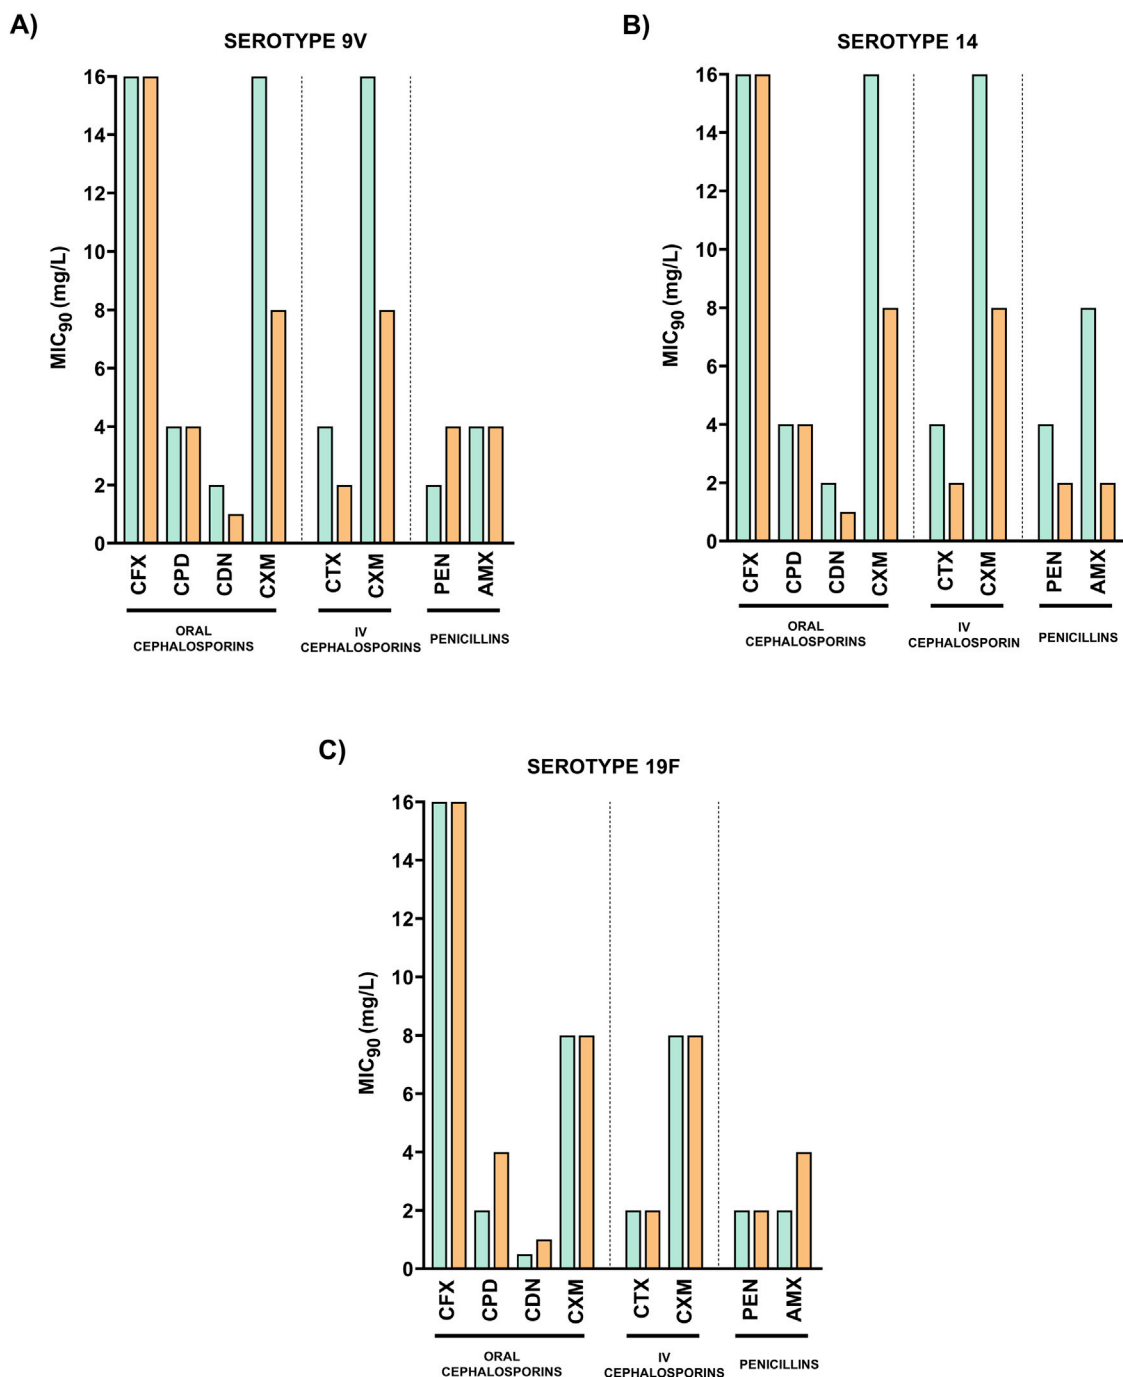 A)
SEROTYPE 9V
MIC90 (mg/L)
16
14
12
10
8
6
4
2
0
CFX
CPD
CDN
CXM
CTX
CXM
PEN
AMX
ORAL
CEPHALOSPORINS
IV
CEPHALOSPORINS
PENICILLINS
B)
SEROTYPE 14
MIC90 (mg/L)
16
14
12
10
8
6
4
2
0
CFX
CPD
CDN
CXM
CTX
CXM
PEN
AMX
ORAL
CEPHALOSPORINS
IV
CEPHALOSPORIN
PENICILLINS
C)
SEROTYPE 19F
MIC90 (mg/L)
16
14
12
10
8
6
4
2
0
CFX
CPD
CDN
CXM
CTX
CXM
PEN
AMX
ORAL
CEPHALOSPORINS
IV
CEPHALOSPORINS
PENICILLINS